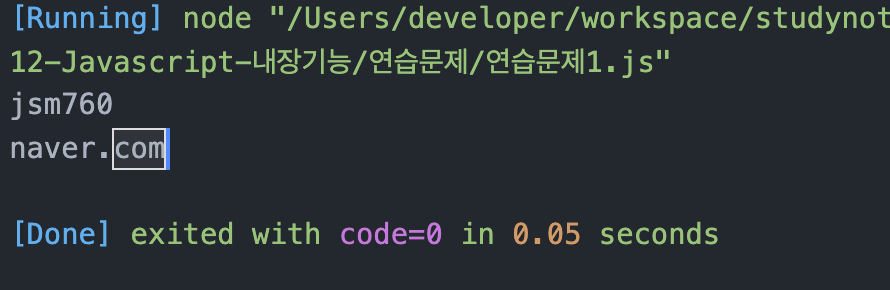 [Running] node "/Users/developer/workspace/studynot
12-Javascript-내장기능/연습문제/연습문제1.js"
jsm760
naver.com
[Done] exited with code=0 in 0.05 seconds